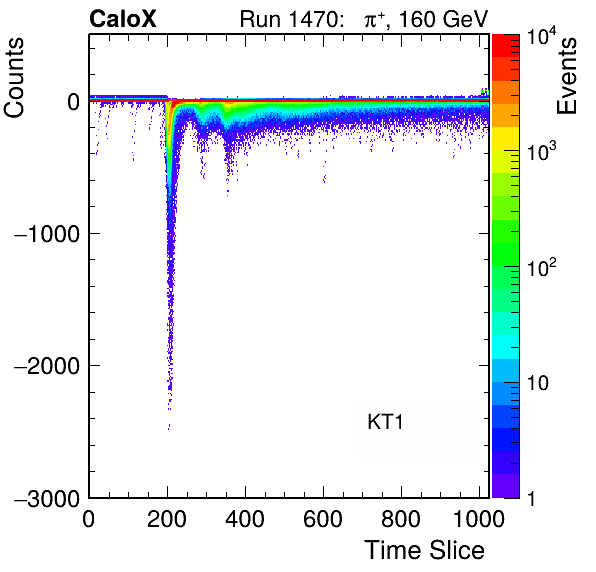 CaloX Run 1470: π⁺, 160 GeV
Counts
Events
0
−1000
−2000
−3000
0 200 400 600 800 1000
Time Slice
10⁴
10³
10²
10
1
KT1